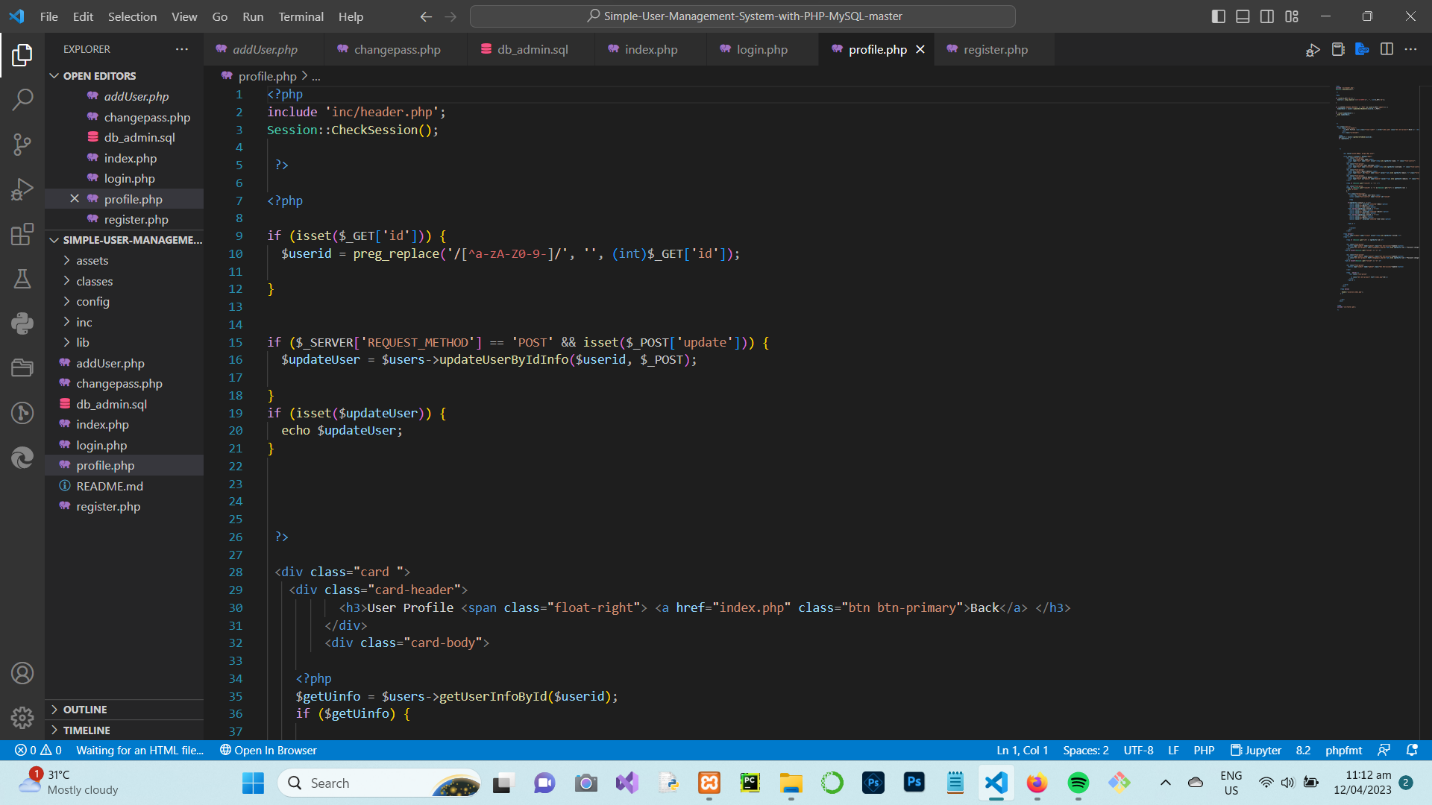 File Edit Selection View Go Run Terminal Help
Simple-User-Management-System-with-PHP-MySQL-master
EXPLORER
OPEN EDITORS
addUser.php
changepass.php
db_admin.sql
index.php
login.php
profile.php
register.php
SIMPLE-USER-MANAGEME...
assets
classes
config
inc
lib
addUser.php
changepass.php
db_admin.sql
index.php
login.php
profile.php
README.md
register.php
OUTLINE
TIMELINE
addUser.php changepass.php db_admin.sql index.php login.php profile.php register.php
profile.php > ...
1 <?php
2 include 'inc/header.php';
3 Session::CheckSession();
4
5 ?>
6
7 <?php
8
9 if (isset($_GET['id'])) {
10 $userid = preg_replace('/[^a-zA-Z0-9-]/', '', (int)$_GET['id']);
11
12 }
13
14
15 if ($_SERVER['REQUEST_METHOD'] == 'POST' && isset($_POST['update'])) {
16 $updateUser = $users->updateUserByIdInfo($userid, $_POST);
17
18 }
19 if (isset($updateUser)) {
20 echo $updateUser;
21 }
22
23
24
25
26 ?>
27
28 <div class="card ">
29 <div class="card-header">
30 <h3>User Profile <span class="float-right"> <a href="index.php" class="btn btn-primary">Back</a> </h3>
31 </div>
32 <div class="card-body">
33
34 <?php
35 $getUinfo = $users->getUserInfoById($userid);
36 if ($getUinfo) {
37
0 0 Waiting for an HTML file... Open In Browser Ln 1, Col 1 Spaces: 2 UTF-8 LF PHP Jupyter 8.2 phpfmt
1 31°C
Mostly cloudy
Search
PC
Ps
Ps
ENG
US
11:12 am
12/04/2023
2